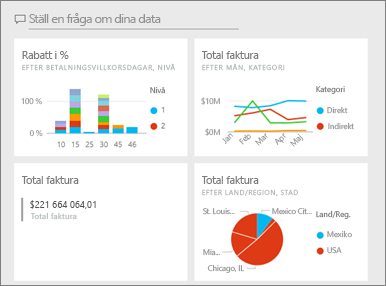 Ställ en fråga om dina data
Rabatt i %
EFTER BETALNINGSVILLKORSDAGAR, NIVÅ
Nivå
100 %
0 %
1
2
10 15 25 30 45 46
Total faktura
EFTER MÅN, KATEGORI
Kategori
$10M
$0M
Direkt
Indirekt
Jan Feb Mar Apr Maj
Total faktura
$221 664 064,01
Total faktura
Total faktura
EFTER LAND/REGION, STAD
St. Louis...
Mexico Cit...
Mia...
Chicago, IL
Land/Reg.
Mexiko
USA